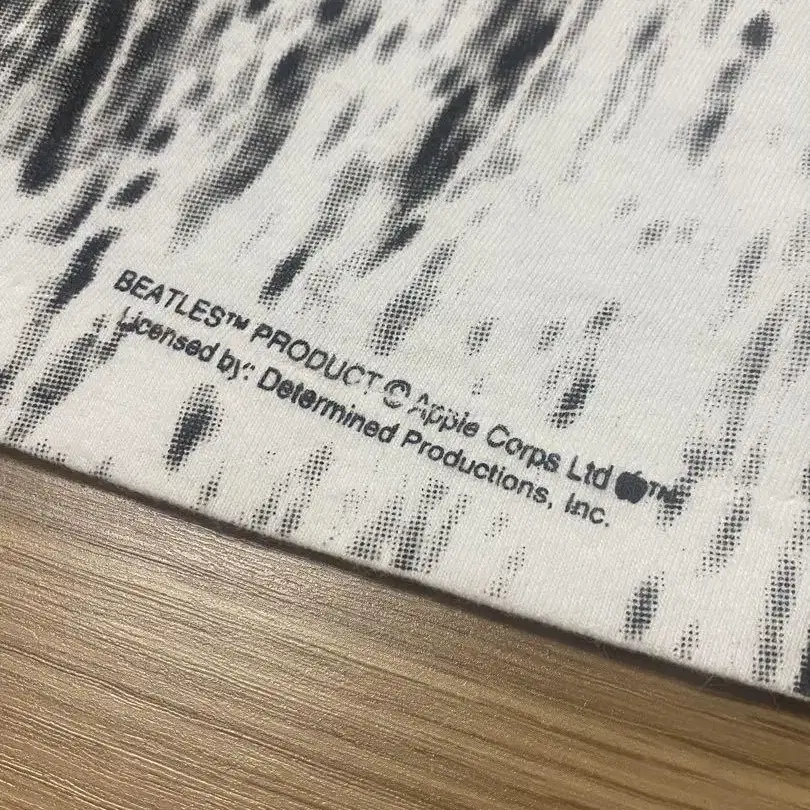 BEATLES™ PRODUCT © Apple Corps Ltd ™
Licensed by: Determined Productions, Inc.